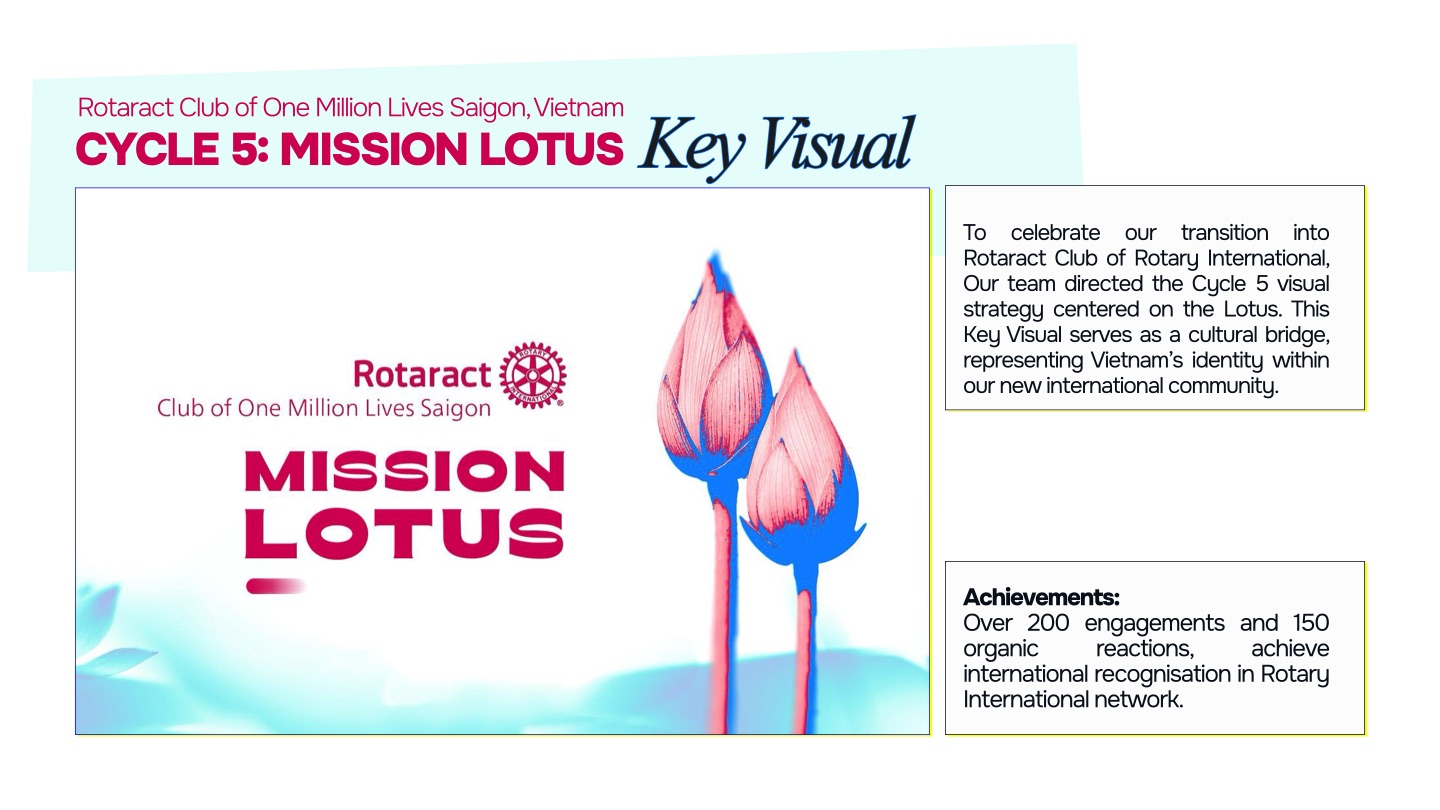 Rotaract Club of One Million Lives Saigon, Vietnam
CYCLE 5: MISSION LOTUS Key Visual
Rotaract
Club of One Million Lives Saigon
ROTARY
INTERNATIONAL
®
MISSION
LOTUS
To celebrate our transition into
Rotaract Club of Rotary International,
Our team directed the Cycle 5 visual
strategy centered on the Lotus. This
Key Visual serves as a cultural bridge,
representing Vietnam's identity within
our new international community.
Achievements:
Over 200 engagements and 150
organic reactions, achieve
international recognisation in Rotary
International network.